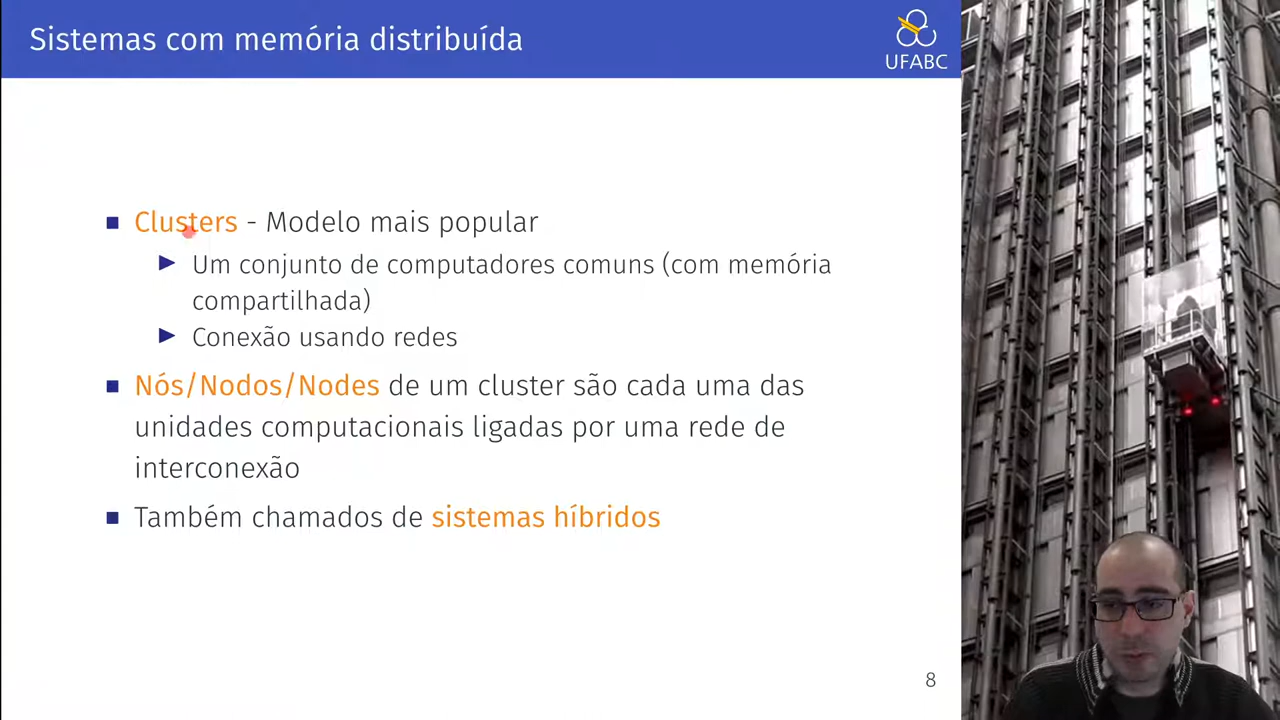 Sistemas com memória distribuída
UFABC
Clusters - Modelo mais popular
Um conjunto de computadores comuns (com memória
compartilhada)
Conexão usando redes
Nós/Nodos/Nodes de um cluster são cada uma das
unidades computacionais ligadas por uma rede de
interconexão
Também chamados de sistemas híbridos
8